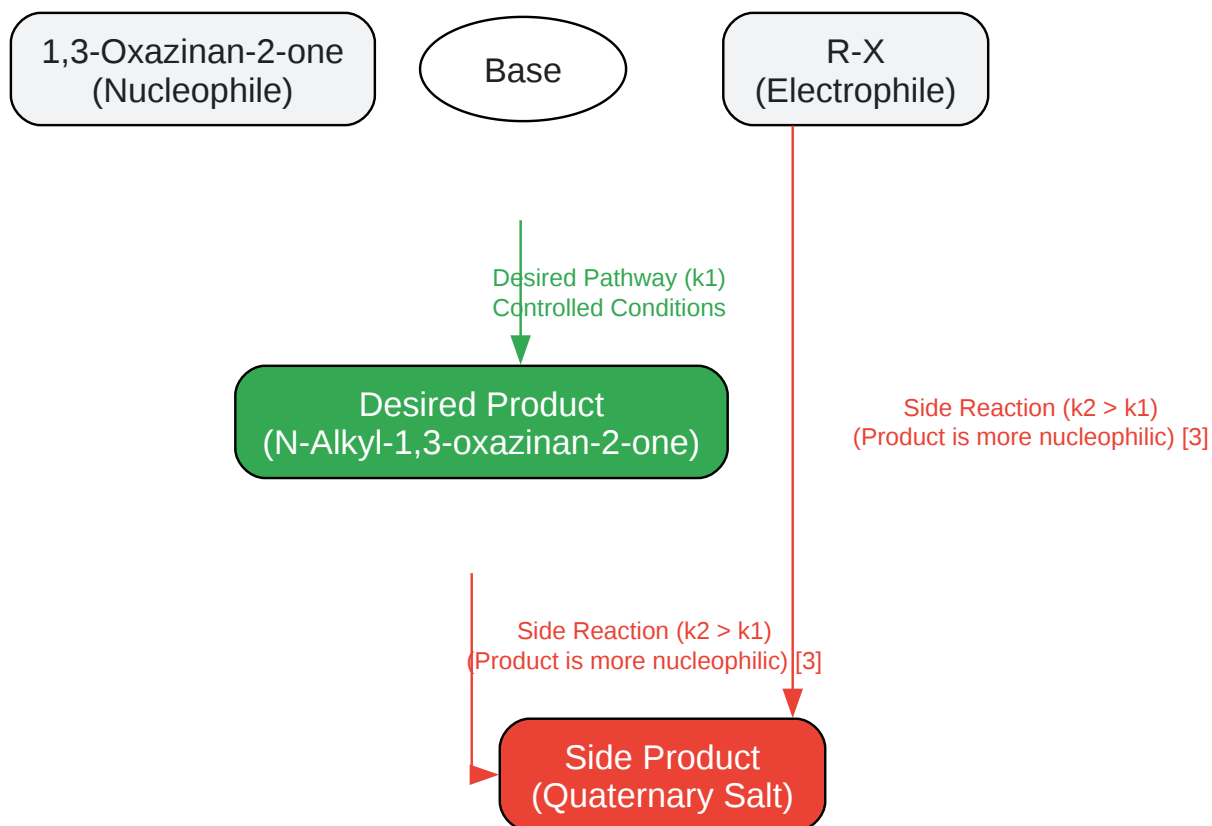 1,3-Oxazinan-2-one
(Nucleophile)
Base
R-X
(Electrophile)
Desired Pathway (k1)
Controlled Conditions
Desired Product
(N-Alkyl-1,3-oxazinan-2-one)
Side Reaction (k2 > k1)
(Product is more nucleophilic) [3]
Side Reaction (k2 > k1)
(Product is more nucleophilic) [3]
Side Product
(Quaternary Salt)